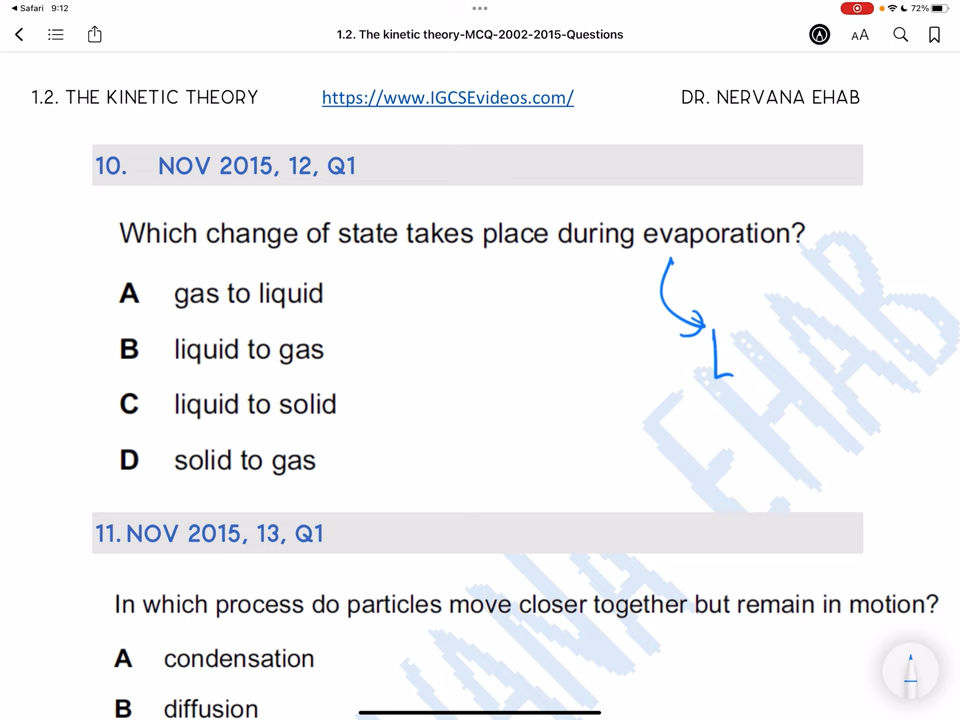 ◀ Safari 9:12
72%
1.2. The kinetic theory-MCQ-2002-2015-Questions
AA
1.2. THE KINETIC THEORY https://www.IGCSEvideos.com/ DR. NERVANA EHAB
10. NOV 2015, 12, Q1
Which change of state takes place during evaporation?
A gas to liquid
L
B liquid to gas
C liquid to solid
D solid to gas
11. NOV 2015, 13, Q1
In which process do particles move closer together but remain in motion?
A condensation
B diffusion